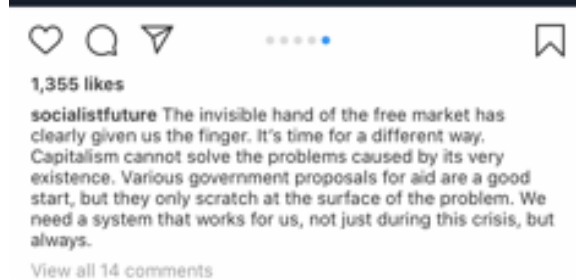 1,355 likes
socialistfuture The invisible hand of the free market has
clearly given us the finger. It's time for a different way.
Capitalism cannot solve the problems caused by its very
existence. Various government proposals for aid are a good
start, but they only scratch at the surface of the problem. We
need a system that works for us, not just during this crisis, but
always.
View all 14 comments